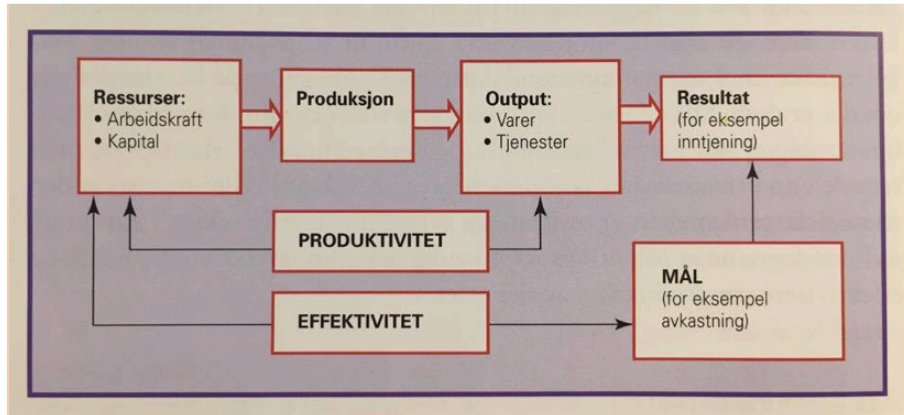 Ressurser:
• Arbeidskraft
• Kapital
Produksjon
Output:
• Varer
• Tjenester
Resultat
(for eksempel
inntjening)
PRODUKTIVITET
EFFEKTIVITET
MÅL
(for eksempel
avkastning)